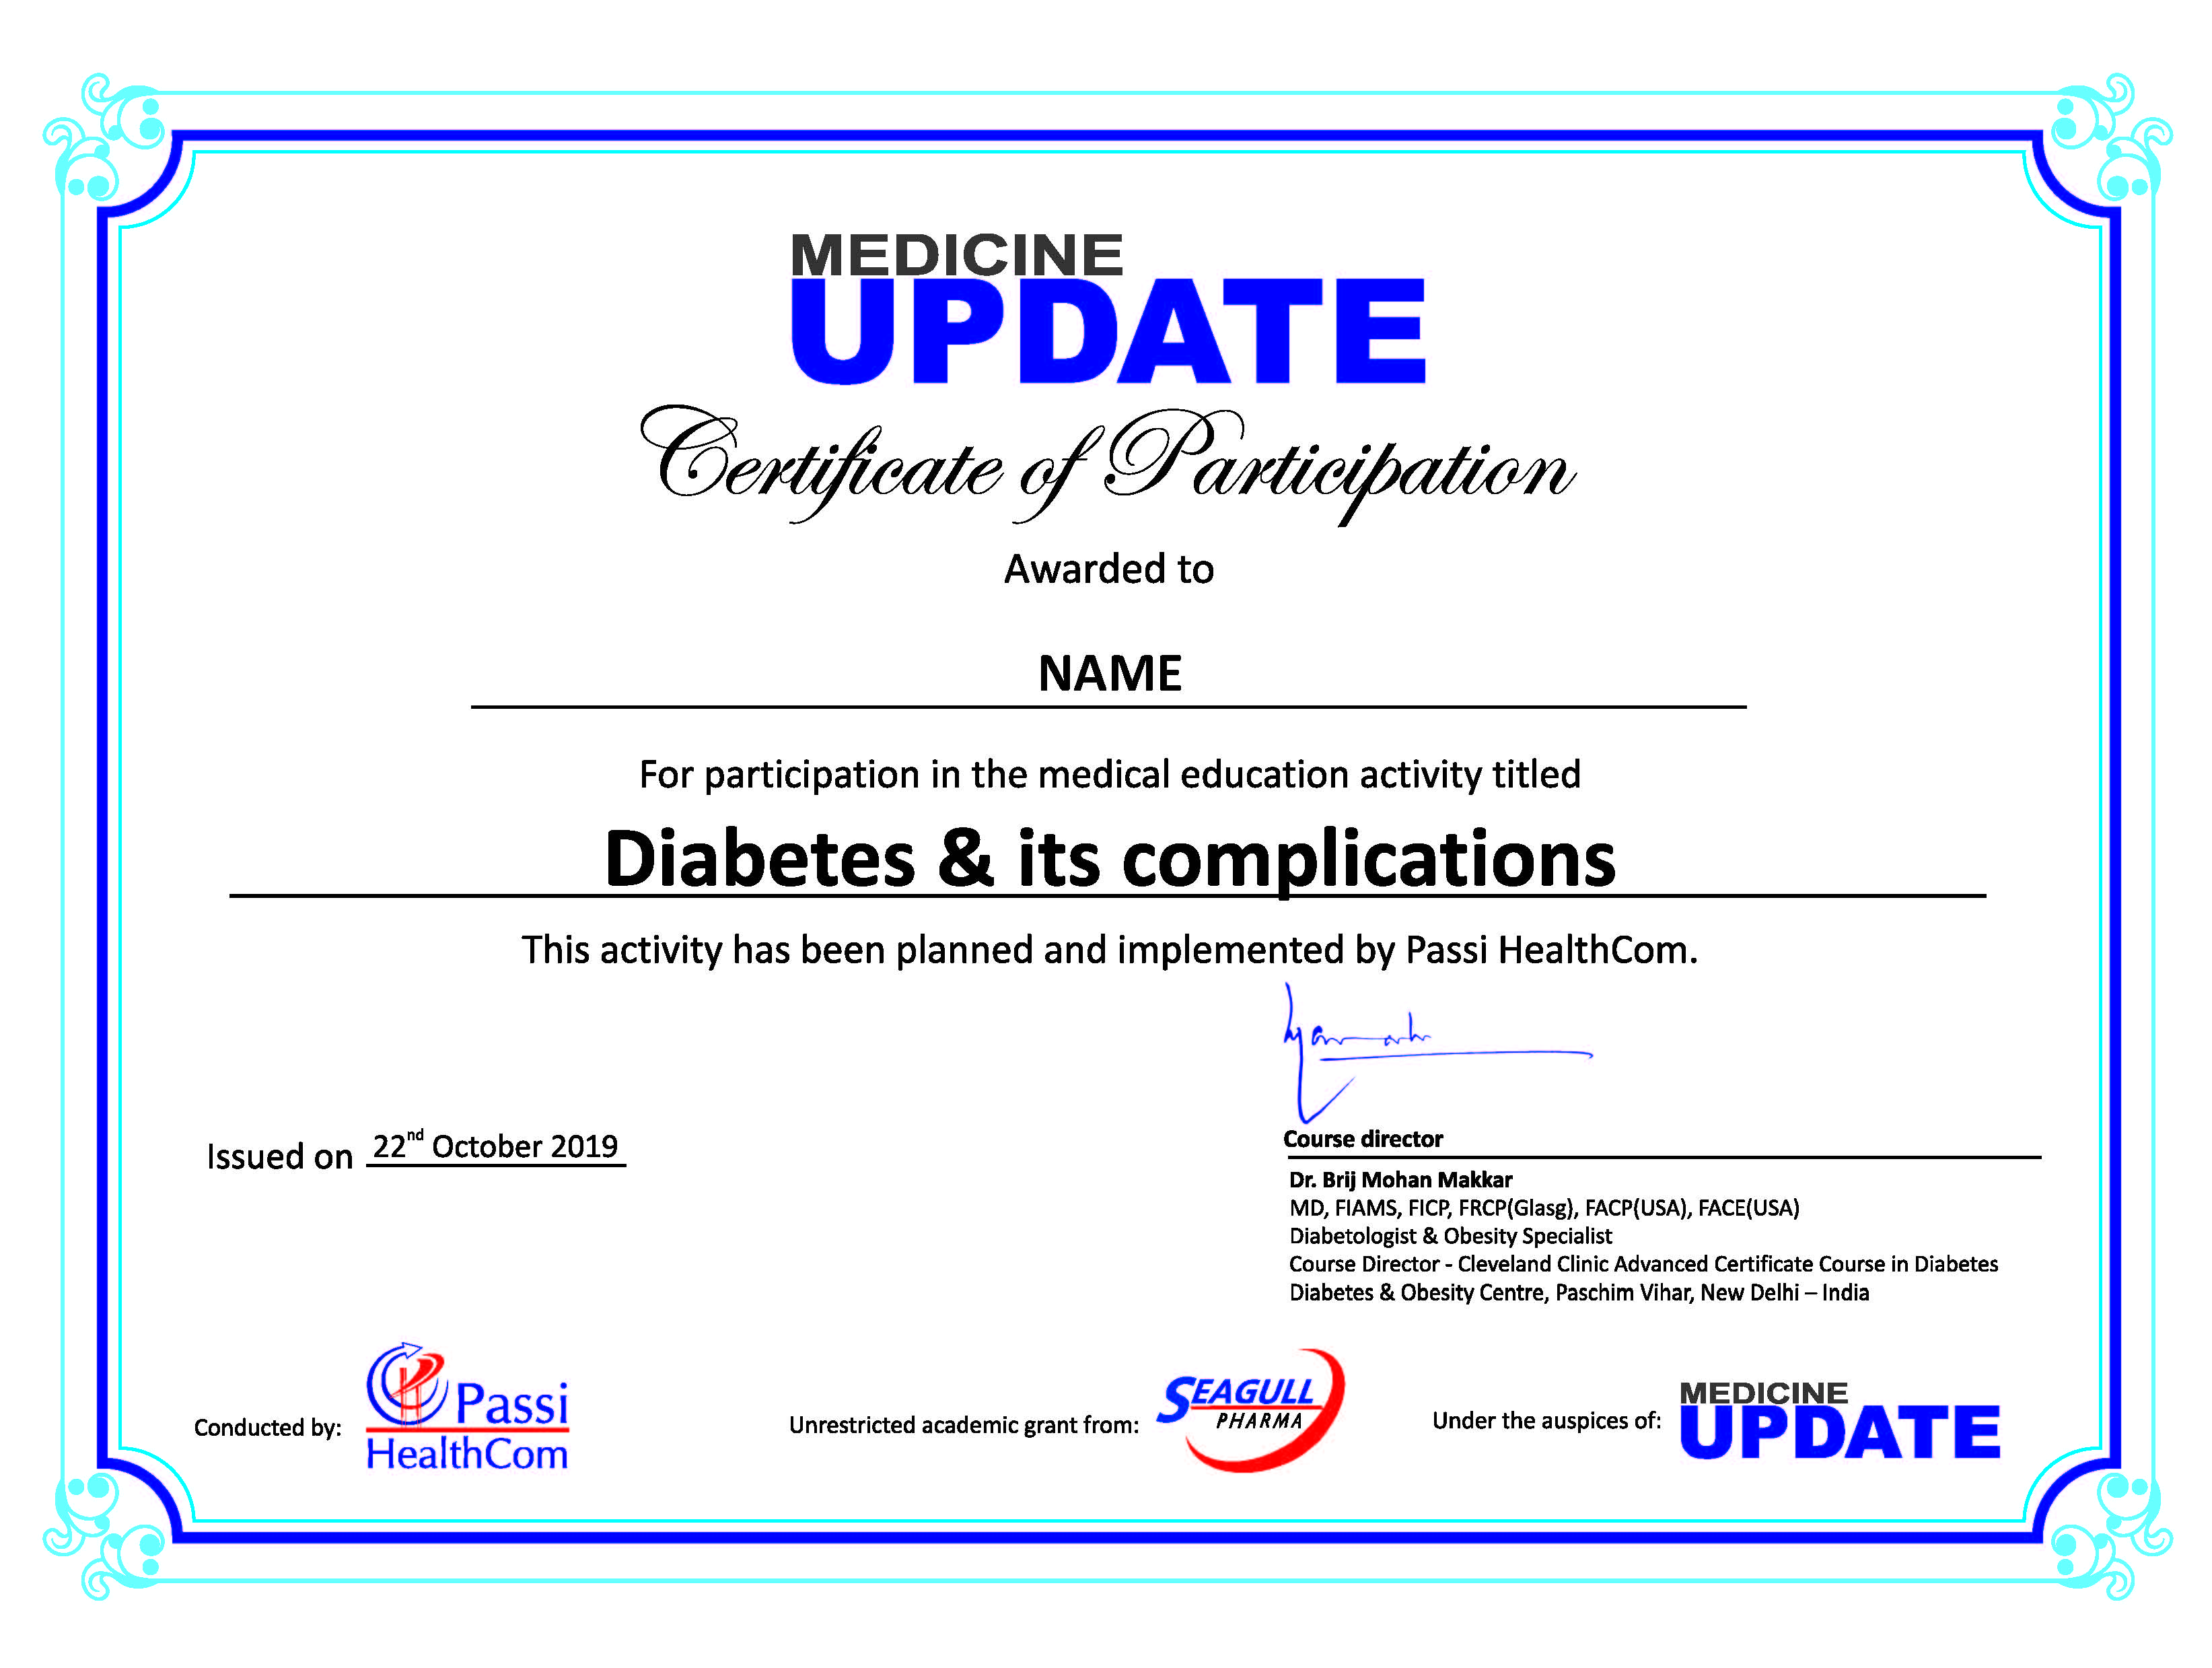 MEDICINE
UPDATE
Certificate of Participation
Awarded to
NAME
For participation in the medical education activity titled
Diabetes & its complications
This activity has been planned and implemented by Passi HealthCom.
Issued on 22nd October 2019
Course director
Dr. Brij Mohan Makkar
MD, FIAMS, FICP, FRCP(Glasg), FACP(USA), FACE(USA)
Diabetologist & Obesity Specialist
Course Director - Cleveland Clinic Advanced Certificate Course in Diabetes
Diabetes & Obesity Centre, Paschim Vihar, New Delhi – India
Conducted by:
Passi
HealthCom
Unrestricted academic grant from:
SEAGULL
PHARMA
Under the auspices of:
MEDICINE
UPDATE